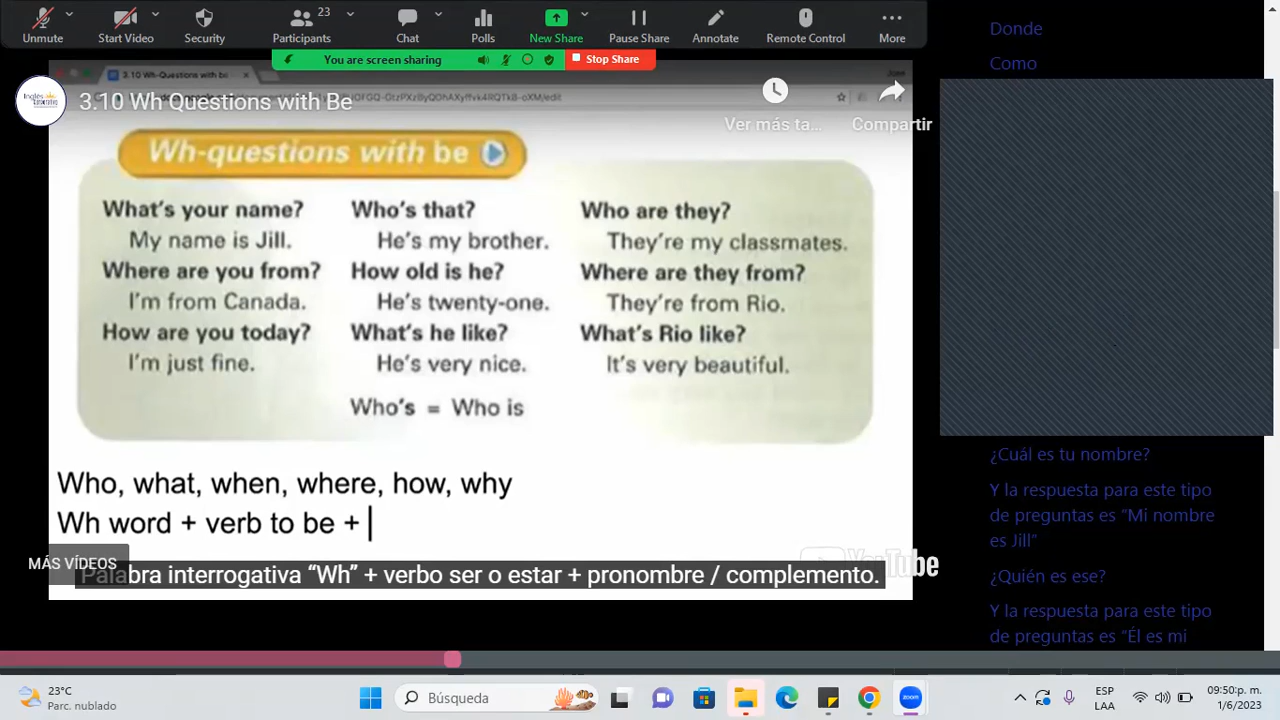 Unmute
Start Video
Security
Participants
23
Chat
Polls
New Share
Pause Share
Annotate
Remote Control
More
You are screen sharing
Stop Share
Donde
Como
3.10 Wh-Questions with be
3.10 Wh Questions with Be
Ver más ta...
Compartir
Wh-questions with be
What's your name?
My name is Jill.
Where are you from?
I'm from Canada.
How are you today?
I'm just fine.
Who's that?
He's my brother.
How old is he?
He's twenty-one.
What's he like?
He's very nice.
Who's = Who is
Who are they?
They're my classmates.
Where are they from?
They're from Rio.
What's Rio like?
It's very beautiful.
Who, what, when, where, how, why
Wh word + verb to be +
MÁS VÍDEOS
YouTube
Palabra interrogativa “Wh” + verbo ser o estar + pronombre / complemento.
¿Cuál es tu nombre?
Y la respuesta para este tipo
de preguntas es “Mi nombre
es Jill”
¿Quién es ese?
Y la respuesta para este tipo
de preguntas es “Él es mi
23°C
Parc. nublado
Búsqueda
ESP
LAA
09:50 p. m.
1/6/2023